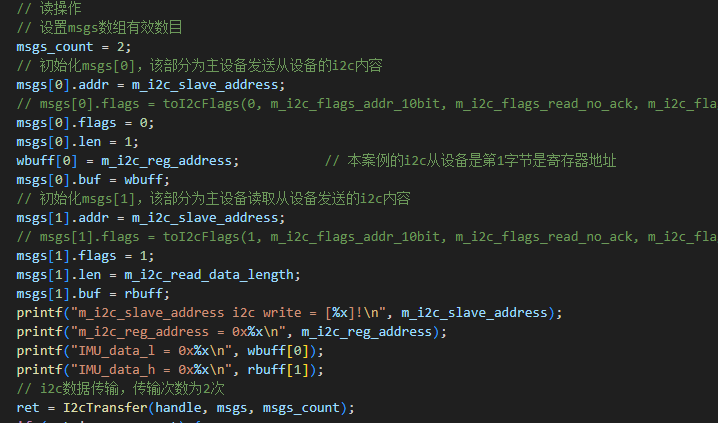 // 读操作
// 设置msgs数组有效数目
msgs_count = 2;
// 初始化msgs[0], 该部分为主设备发送从设备的i2c内容
msgs[0].addr = m_i2c_slave_address;
// msgs[0].flags = toI2cFlags(0, m_i2c_flags_addr_10bit, m_i2c_flags_read_no_ack, m_i2c_fla
msgs[0].flags = 0;
msgs[0].len = 1;
wbuff[0] = m_i2c_reg_address; // 本案例的i2c从设备是第1字节是寄存器地址
msgs[0].buf = wbuff;
// 初始化msgs[1], 该部分为主设备读取从设备发送的i2c内容
msgs[1].addr = m_i2c_slave_address;
// msgs[1].flags = toI2cFlags(1, m_i2c_flags_addr_10bit, m_i2c_flags_read_no_ack, m_i2c_fla
msgs[1].flags = 1;
msgs[1].len = m_i2c_read_data_length;
msgs[1].buf = rbuff;
printf("m_i2c_slave_address i2c write = [%x]!\n", m_i2c_slave_address);
printf("m_i2c_reg_address = 0x%x\n", m_i2c_reg_address);
printf("IMU_data_l = 0x%x\n", wbuff[0]);
printf("IMU_data_h = 0x%x\n", rbuff[1]);
// i2c数据传输，传输次数为2次
ret = I2cTransfer(handle, msgs, msgs_count);